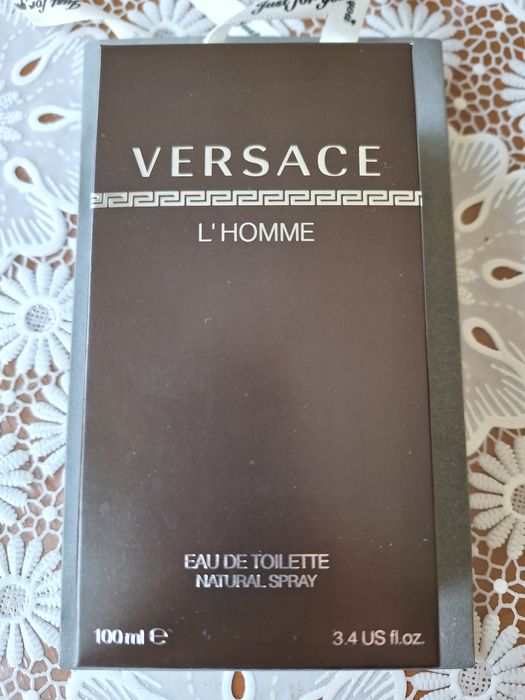 VERSACE
L'HOMME
EAU DE TOILETTE
NATURAL SPRAY
100 ml ℮ 3.4 US fl.oz.